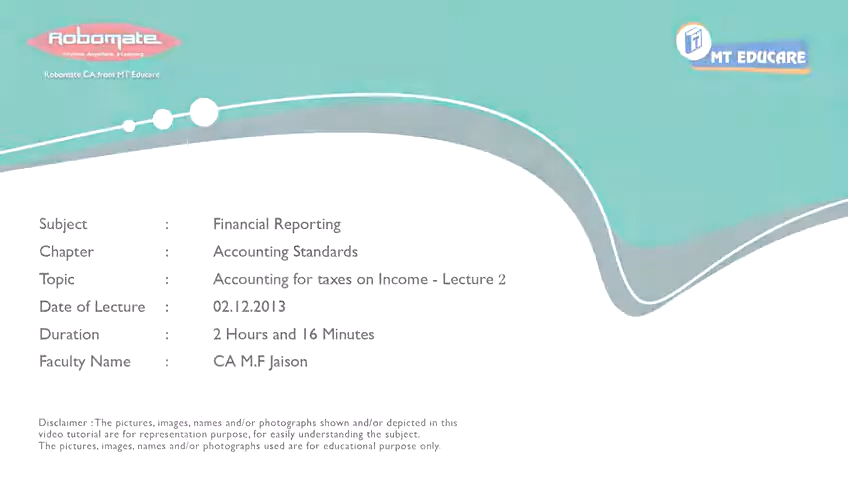 Robomate
Robomate CA from MT Educare
MT EDUCARE
Subject : Financial Reporting
Chapter : Accounting Standards
Topic : Accounting for taxes on Income - Lecture 2
Date of Lecture : 02.12.2013
Duration : 2 Hours and 16 Minutes
Faculty Name : CA M.F Jaison
Disclaimer : The pictures, images, names and/or photographs shown and/or depicted in this
video tutorial are for representation purpose, for easily understanding the subject.
The pictures, images, names and/or photographs used are for educational purpose only.